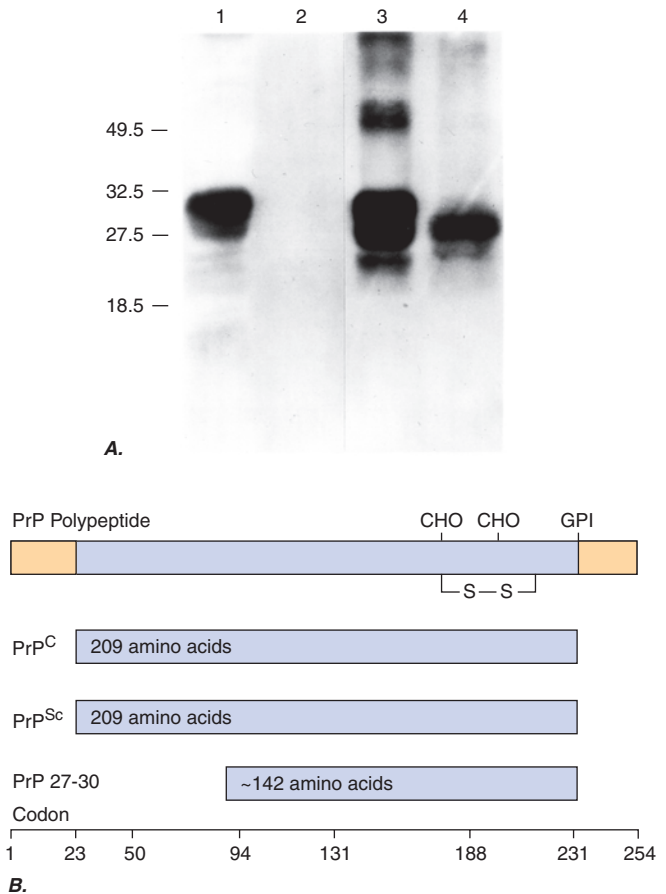 1 2 3 4
49.5 —
32.5 —
27.5 —
18.5 —
A.
PrP Polypeptide CHO CHO GPI
S—S
PrP^C 209 amino acids
PrP^Sc 209 amino acids
PrP 27-30 ~142 amino acids
Codon
1 23 50 94 131 188 231 254
B.